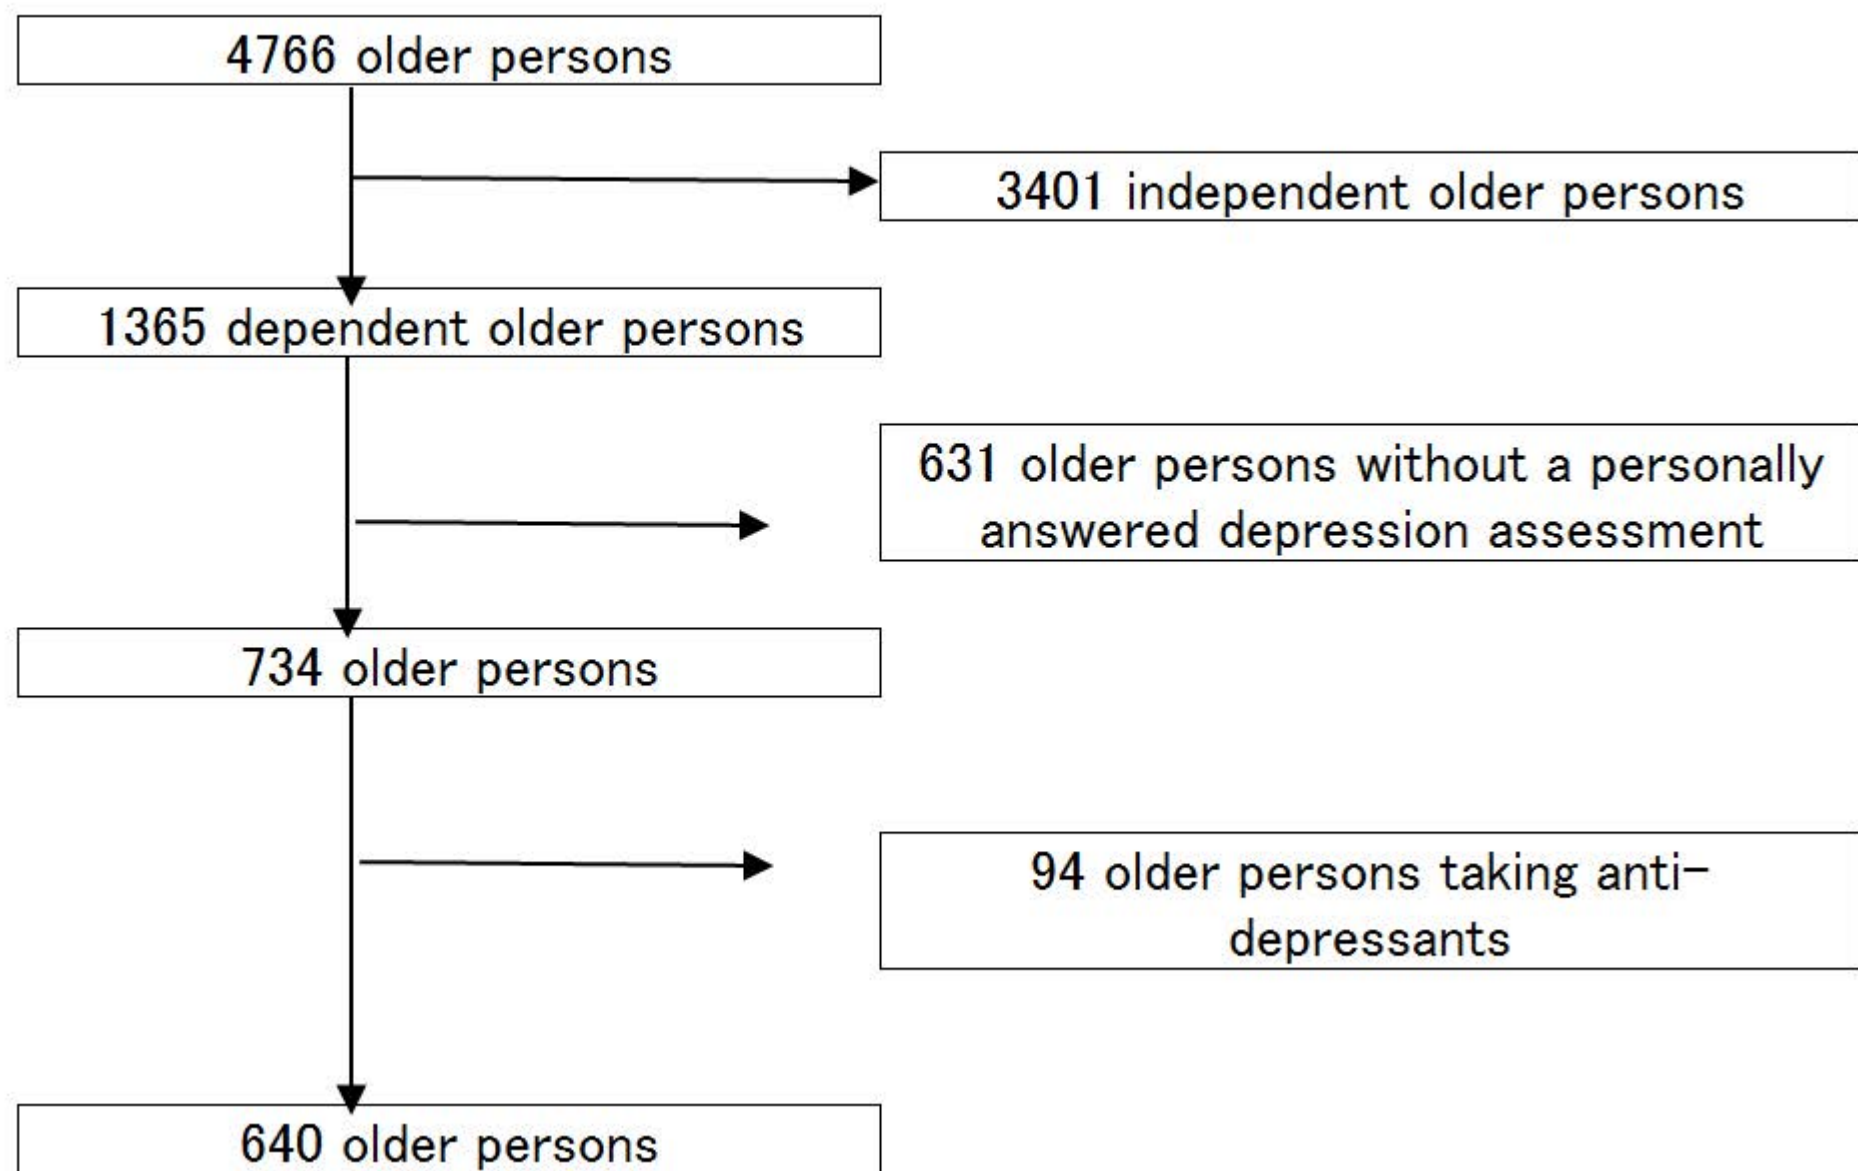 4766 older persons
3401 independent older persons
1365 dependent older persons
631 older persons without a personally
answered depression assessment
734 older persons
94 older persons taking anti-
depressants
640 older persons